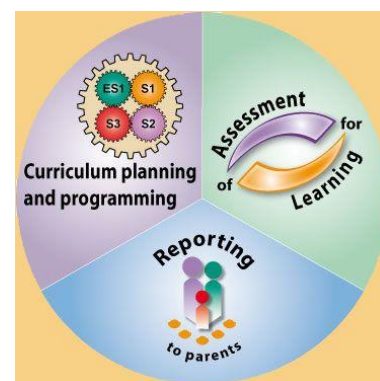 ES1 S1
S3 S2
Curriculum planning
and programming
Assessment
for
of
Learning
Reporting
to parents